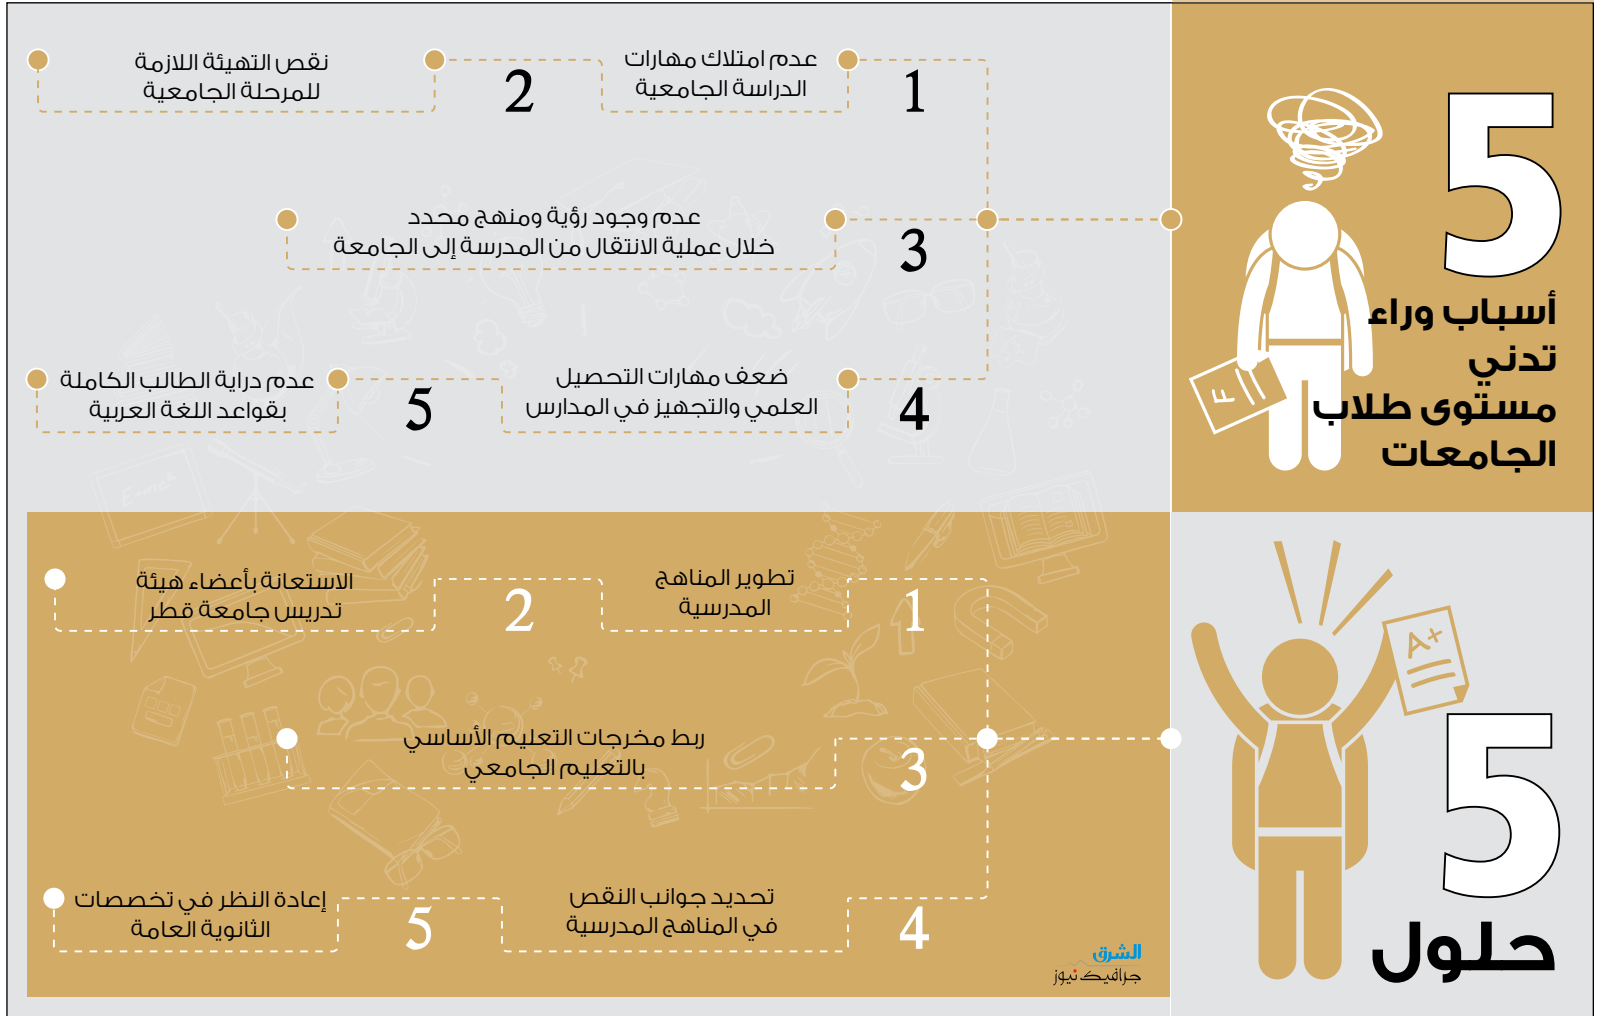 5
أسباب وراء
تدني
مستوى طلاب
الجامعات
F
1
عدم امتلاك مهارات
الدراسة الجامعية
2
نقص التهيئة اللازمة
للمرحلة الجامعية
3
عدم وجود رؤية ومنهج محدد
خلال عملية الانتقال من المدرسة إلى الجامعة
4
ضعف مهارات التحصيل
العلمي والتجهيز في المدارس
5
عدم دراية الطالب الكاملة
بقواعد اللغة العربية
5
حلول
A+
1
تطوير المناهج
المدرسية
2
الاستعانة بأعضاء هيئة
تدريس جامعة قطر
3
ربط مخرجات التعليم الأساسي
بالتعليم الجامعي
4
تحديد جوانب النقص
في المناهج المدرسية
5
إعادة النظر في تخصصات
الثانوية العامة
الشرق
جرافيك نيوز